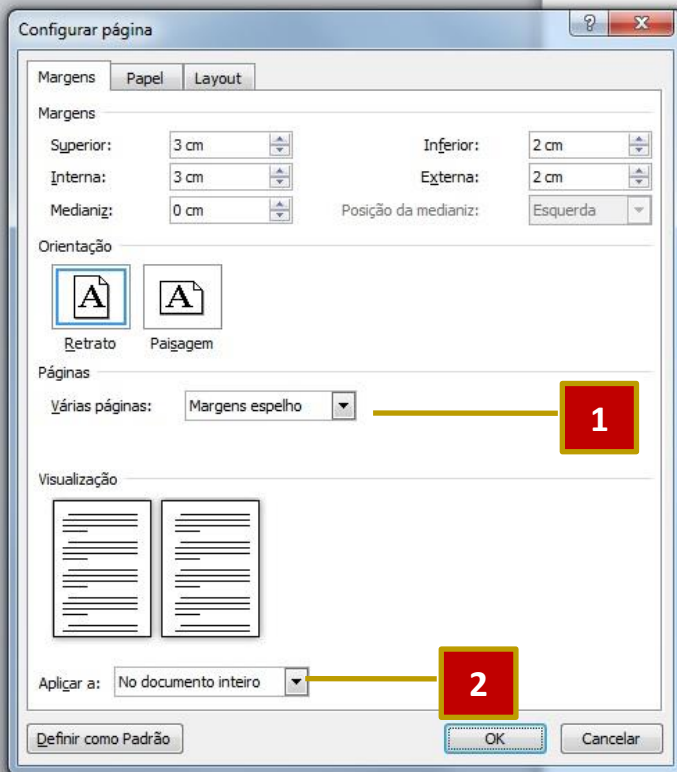 Configurar página
Margens Papel Layout
Margens
Superior: 3 cm Inferior: 2 cm
Interna: 3 cm Externa: 2 cm
Medianiz: 0 cm Posição da medianiz: Esquerda
Orientação
A A
Retrato Paisagem
Páginas
Várias páginas: Margens espelho 1
Visualização
Aplicar a: No documento inteiro 2
Definir como Padrão OK Cancelar